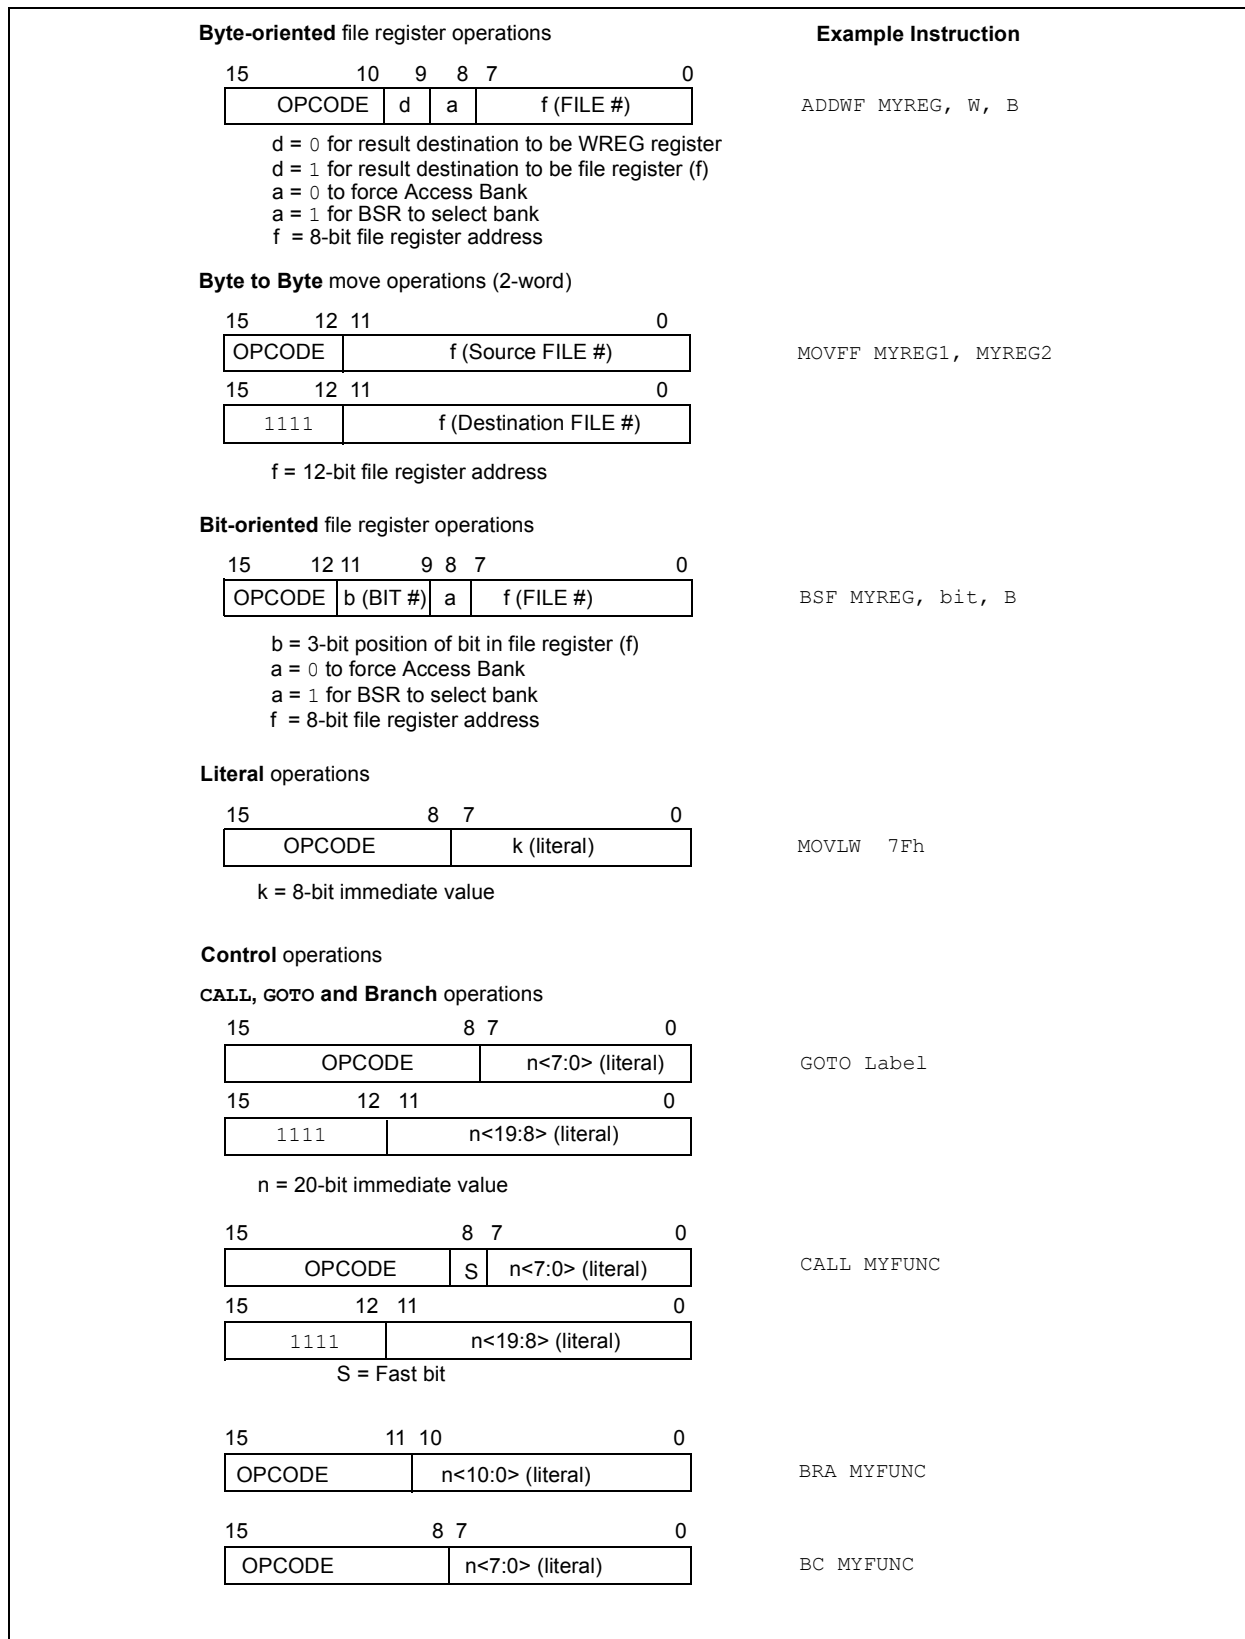 Byte-oriented file register operations
Example Instruction
15 10 9 8 7 0
OPCODE d a f (FILE #)
ADDWF MYREG, W, B
d = 0 for result destination to be WREG register
d = 1 for result destination to be file register (f)
a = 0 to force Access Bank
a = 1 for BSR to select bank
f = 8-bit file register address
Byte to Byte move operations (2-word)
15 12 11 0
OPCODE f (Source FILE #)
MOVFF MYREG1, MYREG2
15 12 11 0
1111 f (Destination FILE #)
f = 12-bit file register address
Bit-oriented file register operations
15 12 11 9 8 7 0
OPCODE b (BIT #) a f (FILE #)
BSF MYREG, bit, B
b = 3-bit position of bit in file register (f)
a = 0 to force Access Bank
a = 1 for BSR to select bank
f = 8-bit file register address
Literal operations
15 8 7 0
OPCODE k (literal)
MOVLW 7Fh
k = 8-bit immediate value
Control operations
CALL, GOTO and Branch operations
15 8 7 0
OPCODE n<7:0> (literal)
GOTO Label
15 12 11 0
1111 n<19:8> (literal)
n = 20-bit immediate value
15 8 7 0
OPCODE S n<7:0> (literal)
CALL MYFUNC
15 12 11 0
1111 n<19:8> (literal)
S = Fast bit
15 11 10 0
OPCODE n<10:0> (literal)
BRA MYFUNC
15 8 7 0
OPCODE n<7:0> (literal)
BC MYFUNC